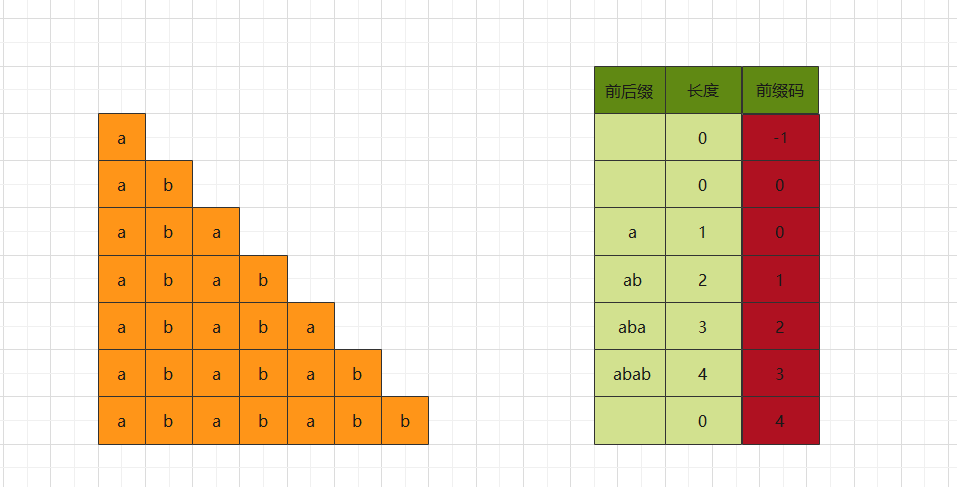 前后缀 长度 前缀码
a 0 -1
a b 0 0
a b a a 1 0
a b a b ab 2 1
a b a b a aba 3 2
a b a b a b abab 4 3
a b a b a b b 0 4